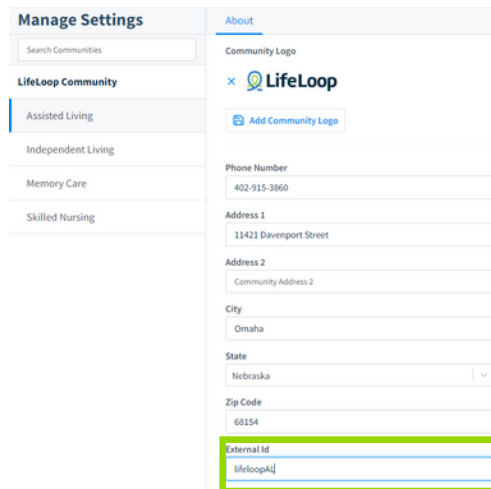 Manage Settings
Search Communities
LifeLoop Community
Assisted Living
Independent Living
Memory Care
Skilled Nursing
About
Community Logo
× LifeLoop
Add Community Logo
Phone Number
402-915-3860
Address 1
11421 Davenport Street
Address 2
Community Address 2
City
Omaha
State
Nebraska
Zip Code
68154
External Id
lifeloopAL